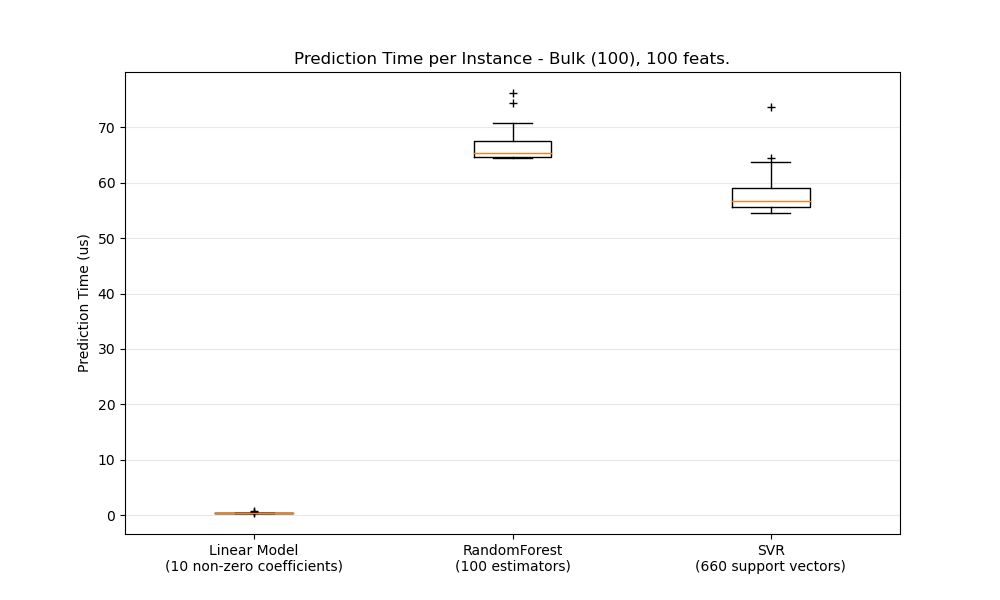 Prediction Time per Instance - Bulk (100), 100 feats.
Prediction Time (us)
70
60
50
40
30
20
10
0
Linear Model
(10 non-zero coefficients)
RandomForest
(100 estimators)
SVR
(660 support vectors)